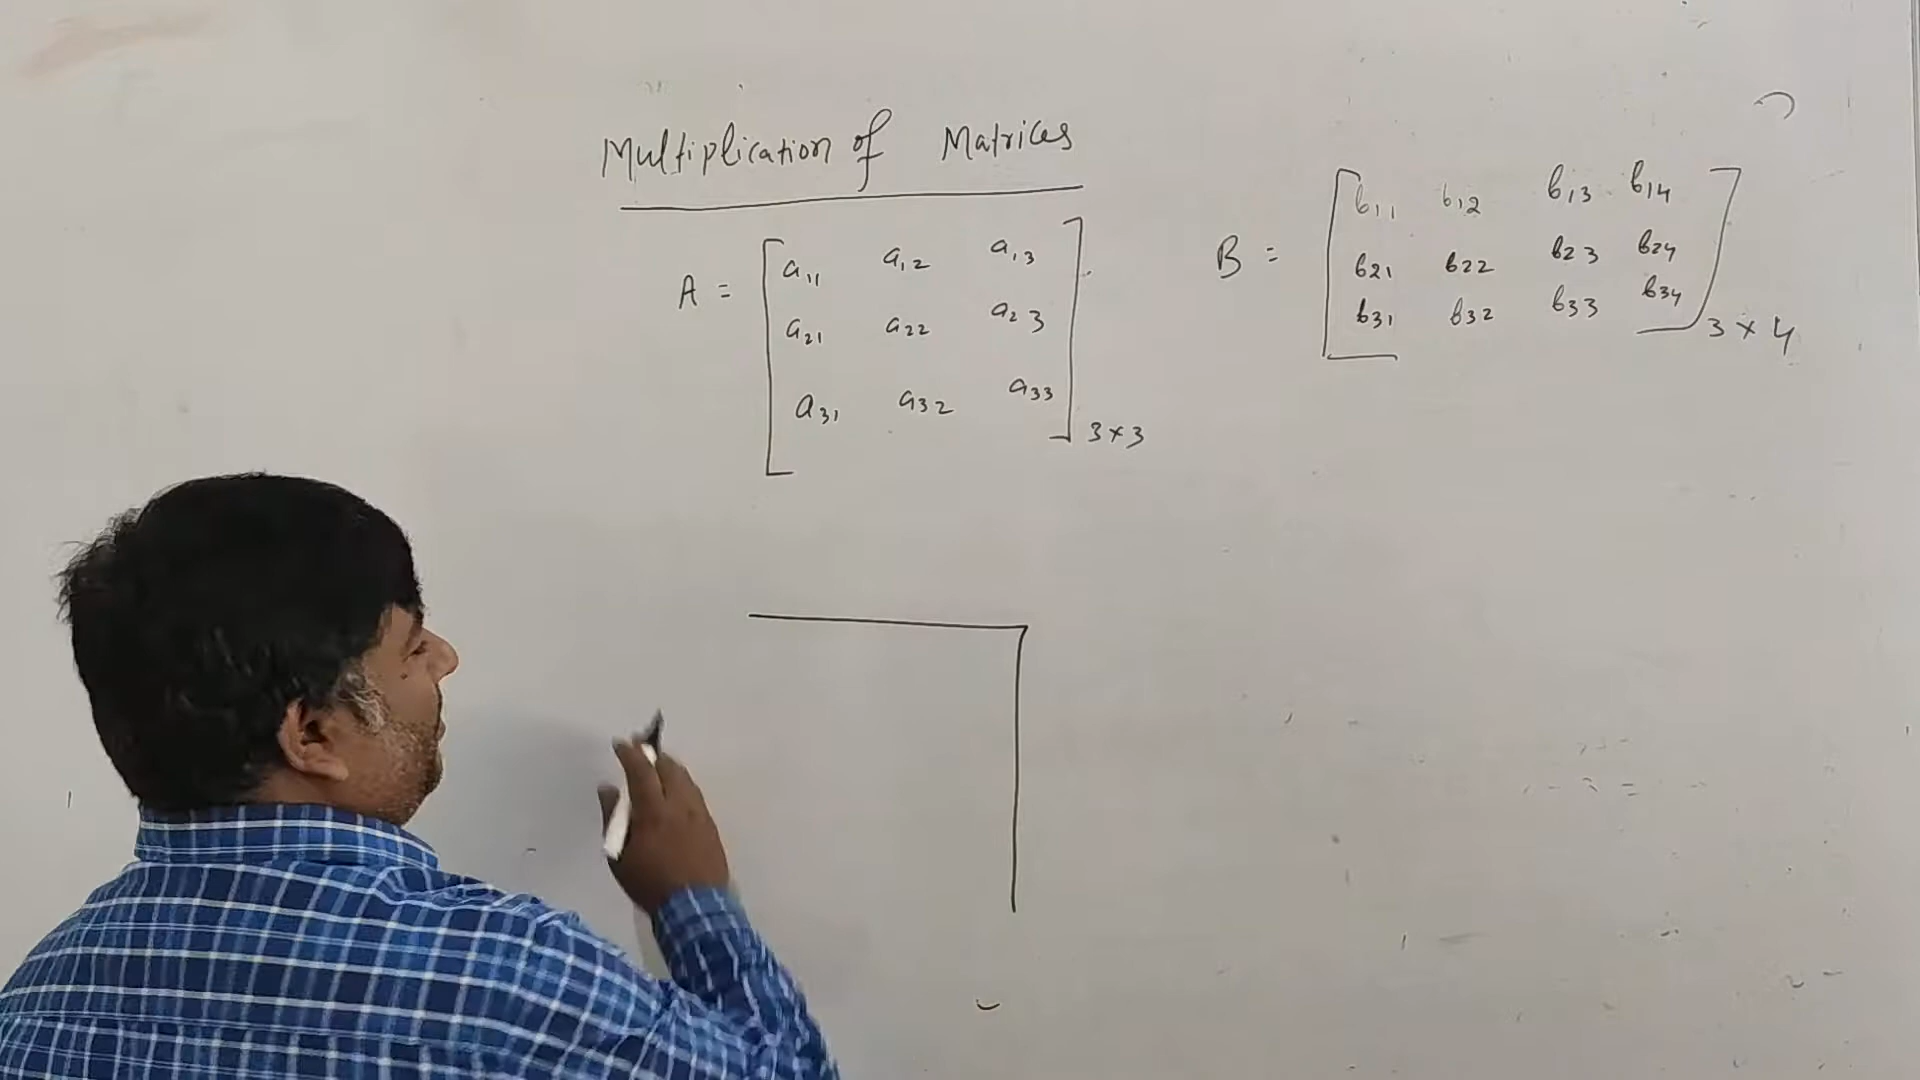 Multiplication of Matrices
A = [ a11 a12 a13
a21 a22 a23
a31 a32 a33 ] 3×3
B = [ b11 b12 b13 b14
b21 b22 b23 b24
b31 b32 b33 b34 ] 3×4